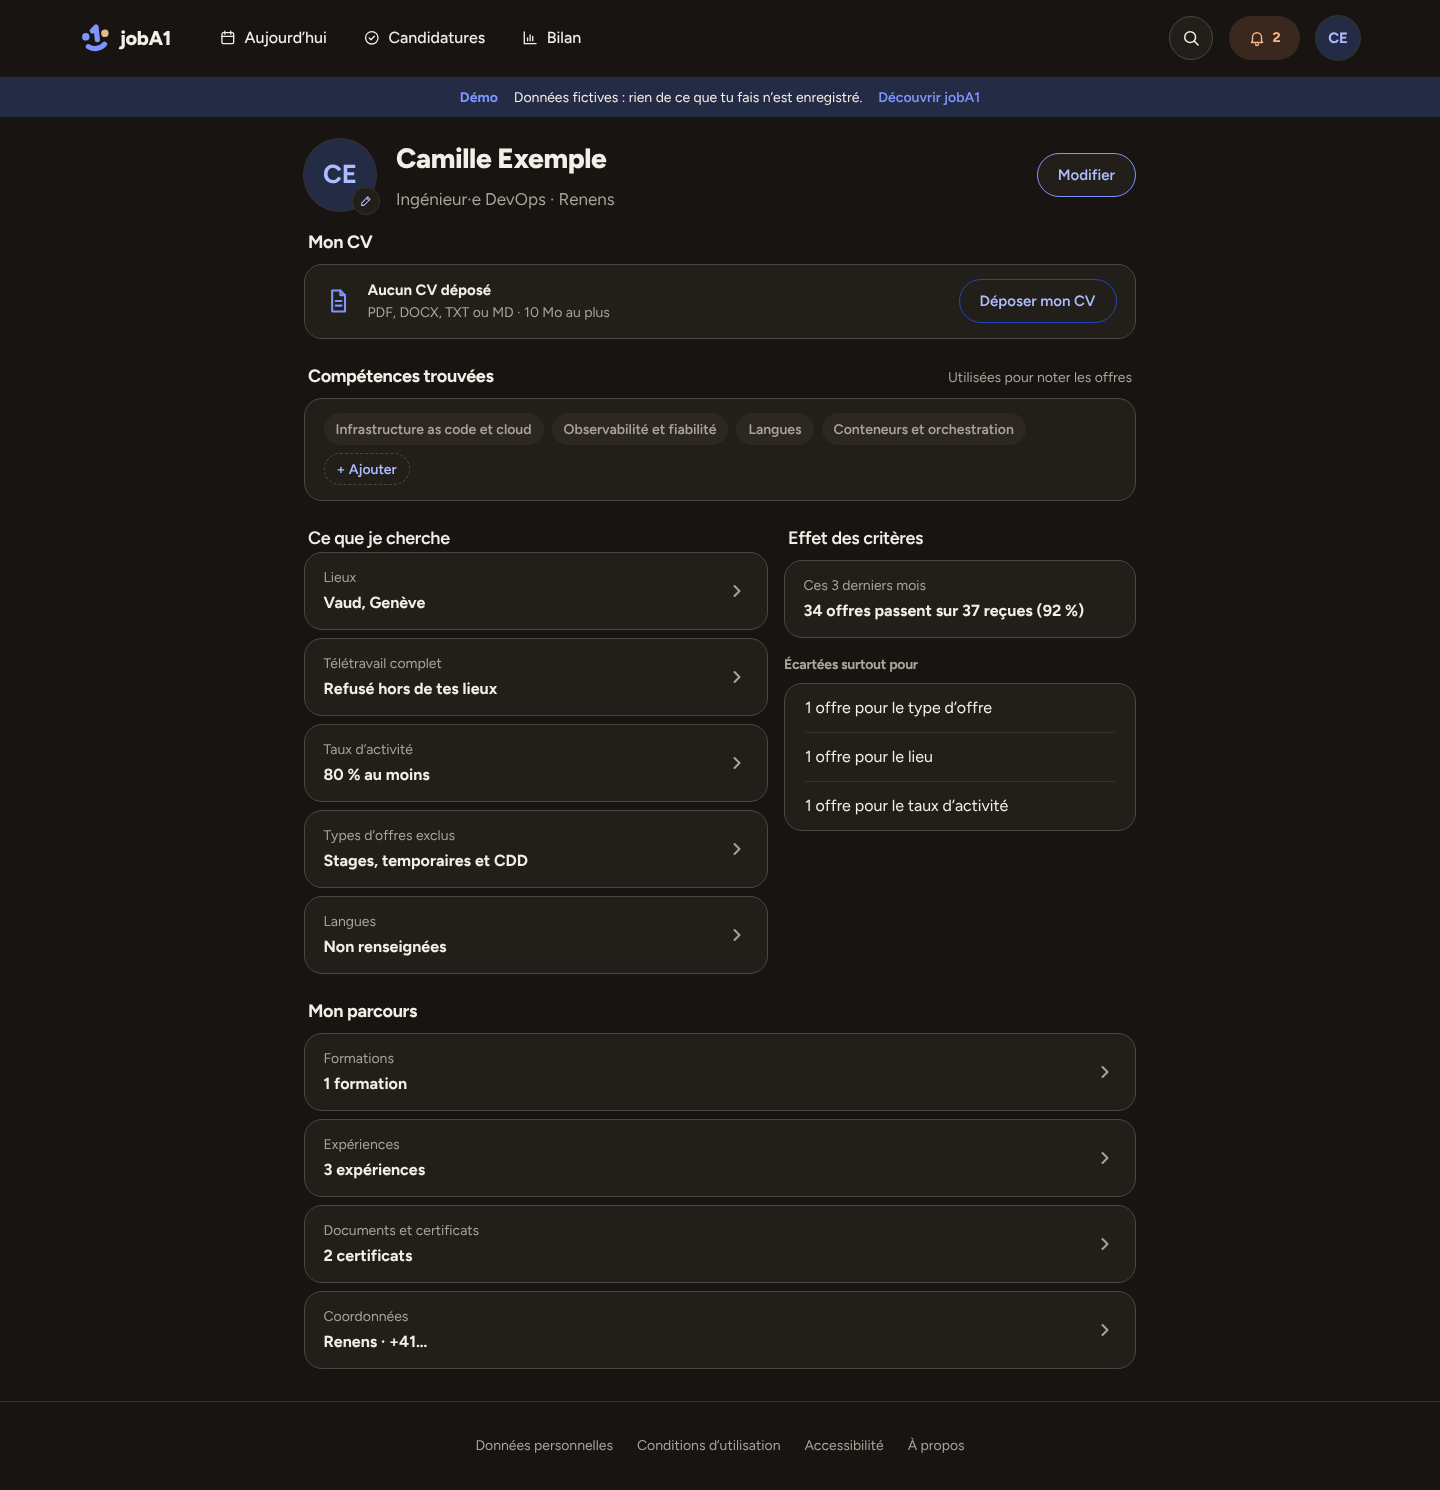 jobA1
Aujourd’hui
Candidatures
Bilan
2
CE
Démo Données fictives : rien de ce que tu fais n’est enregistré. Découvrir jobA1
CE
Camille Exemple
Ingénieur·e DevOps · Renens
Modifier
Mon CV
Aucun CV déposé
PDF, DOCX, TXT ou MD · 10 Mo au plus
Déposer mon CV
Compétences trouvées
Utilisées pour noter les offres
Infrastructure as code et cloud
Observabilité et fiabilité
Langues
Conteneurs et orchestration
+ Ajouter
Ce que je cherche
Lieux
Vaud, Genève
Télétravail complet
Refusé hors de tes lieux
Taux d’activité
80 % au moins
Types d’offres exclus
Stages, temporaires et CDD
Langues
Non renseignées
Effet des critères
Ces 3 derniers mois
34 offres passent sur 37 reçues (92 %)
Écartées surtout pour
1 offre pour le type d’offre
1 offre pour le lieu
1 offre pour le taux d’activité
Mon parcours
Formations
1 formation
Expériences
3 expériences
Documents et certificats
2 certificats
Coordonnées
Renens · +41…
Données personnelles
Conditions d’utilisation
Accessibilité
À propos